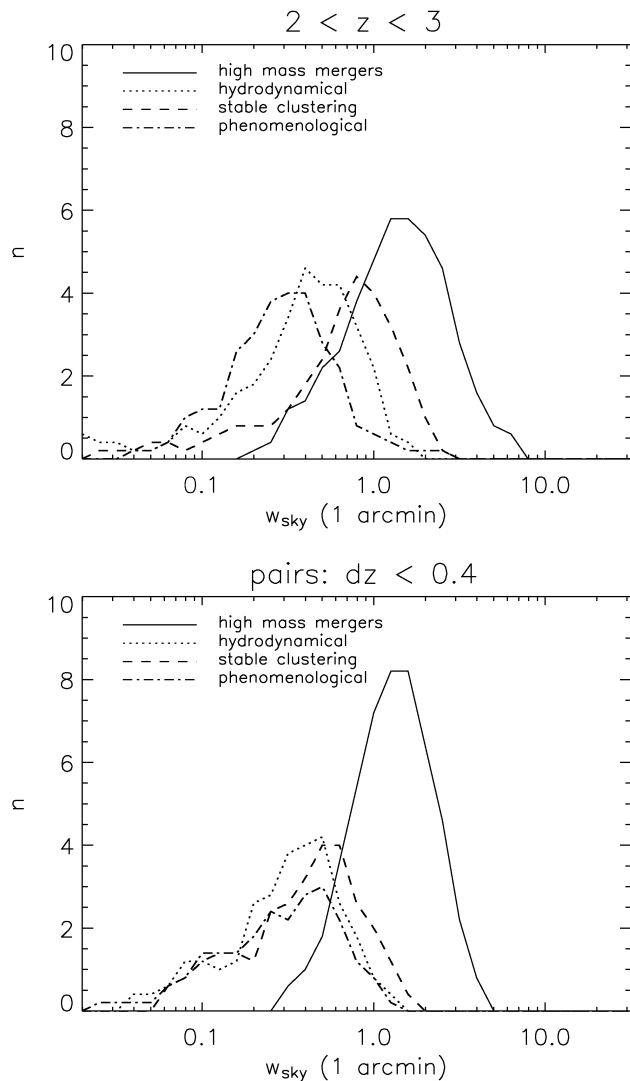 2 < z < 3
10
8
6
4
2
0
n
high mass mergers
hydrodynamical
stable clustering
phenomenological
0.1 1.0 10.0
w_sky (1 arcmin)
pairs: dz < 0.4
10
8
6
4
2
0
n
high mass mergers
hydrodynamical
stable clustering
phenomenological
0.1 1.0 10.0
w_sky (1 arcmin)